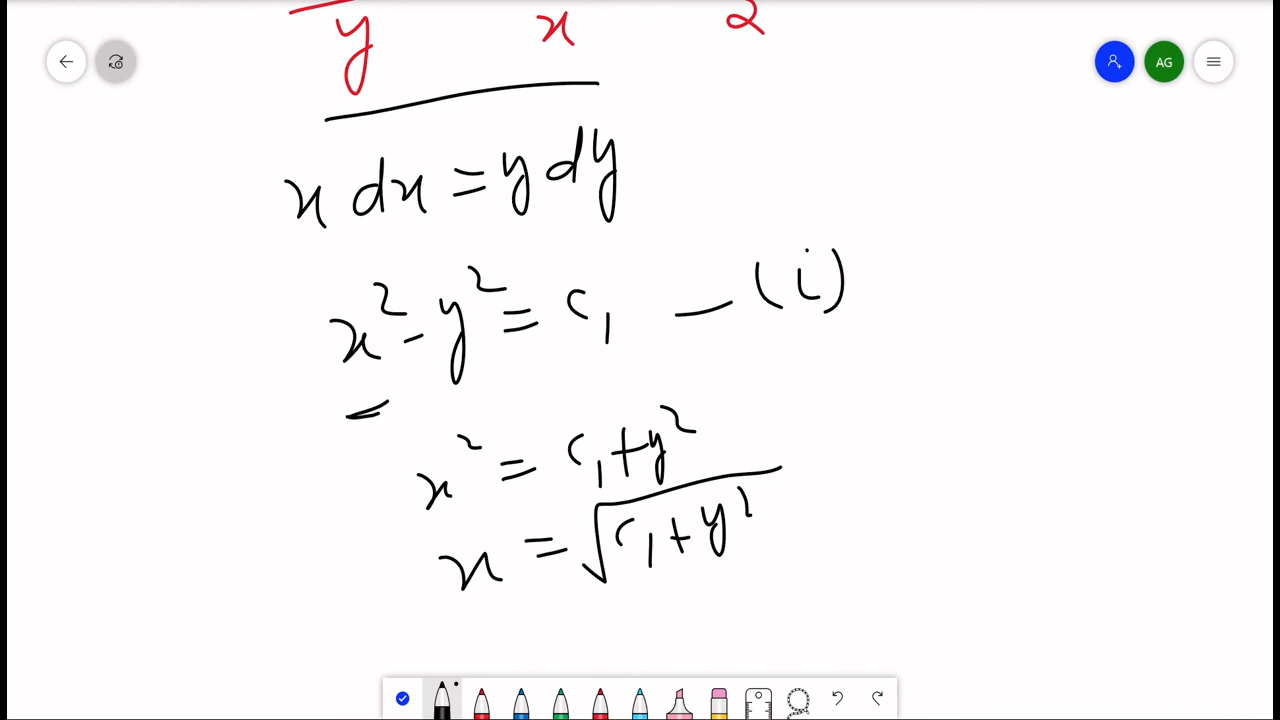 y x 2
AG
x dx = y dy
x² - y² = c₁ — (i)
x² = c₁ + y²
x = √(c₁ + y²)